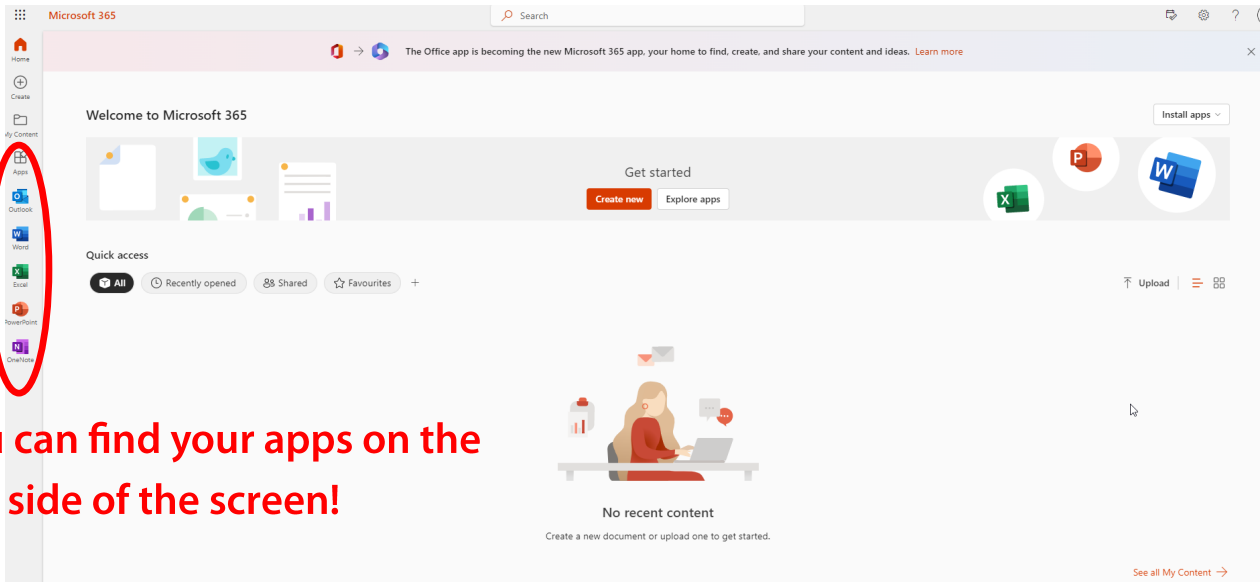 Microsoft 365
Search
?
Home
The Office app is becoming the new Microsoft 365 app, your home to find, create, and share your content and ideas. Learn more
Create
My Content
Welcome to Microsoft 365
Install apps
Apps
Get started
Create new Explore apps
Outlook
Word
Quick access
Excel
All Recently opened Shared Favourites +
Upload
PowerPoint
OneNote
can find your apps on the
side of the screen!
No recent content
Create a new document or upload one to get started.
See all My Content →